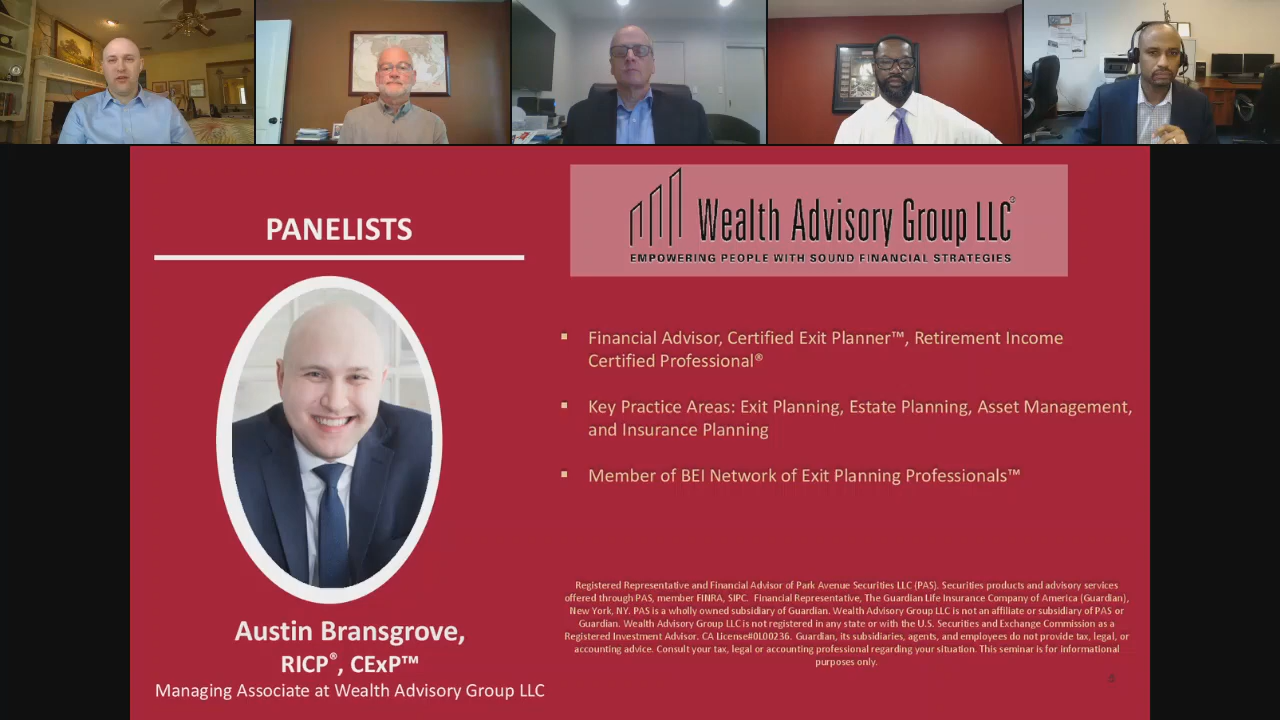 PANELISTS
Wealth Advisory Group LLC®
EMPOWERING PEOPLE WITH SOUND FINANCIAL STRATEGIES
▪ Financial Advisor, Certified Exit Planner™, Retirement Income
Certified Professional®
▪ Key Practice Areas: Exit Planning, Estate Planning, Asset Management,
and Insurance Planning
▪ Member of BEI Network of Exit Planning Professionals™
Registered Representative and Financial Advisor of Park Avenue Securities LLC (PAS). Securities products and advisory services
offered through PAS, member FINRA, SIPC. Financial Representative, The Guardian Life Insurance Company of America (Guardian),
New York, NY. PAS is a wholly owned subsidiary of Guardian. Wealth Advisory Group LLC is not an affiliate or subsidiary of PAS or
Guardian. Wealth Advisory Group LLC is not registered in any state or with the U.S. Securities and Exchange Commission as a
Registered Investment Advisor. CA License#0L00236. Guardian, its subsidiaries, agents, and employees do not provide tax, legal, or
accounting advice. Consult your tax, legal or accounting professional regarding your situation. This seminar is for informational
purposes only.
Austin Bransgrove,
RICP®, CExP™
Managing Associate at Wealth Advisory Group LLC